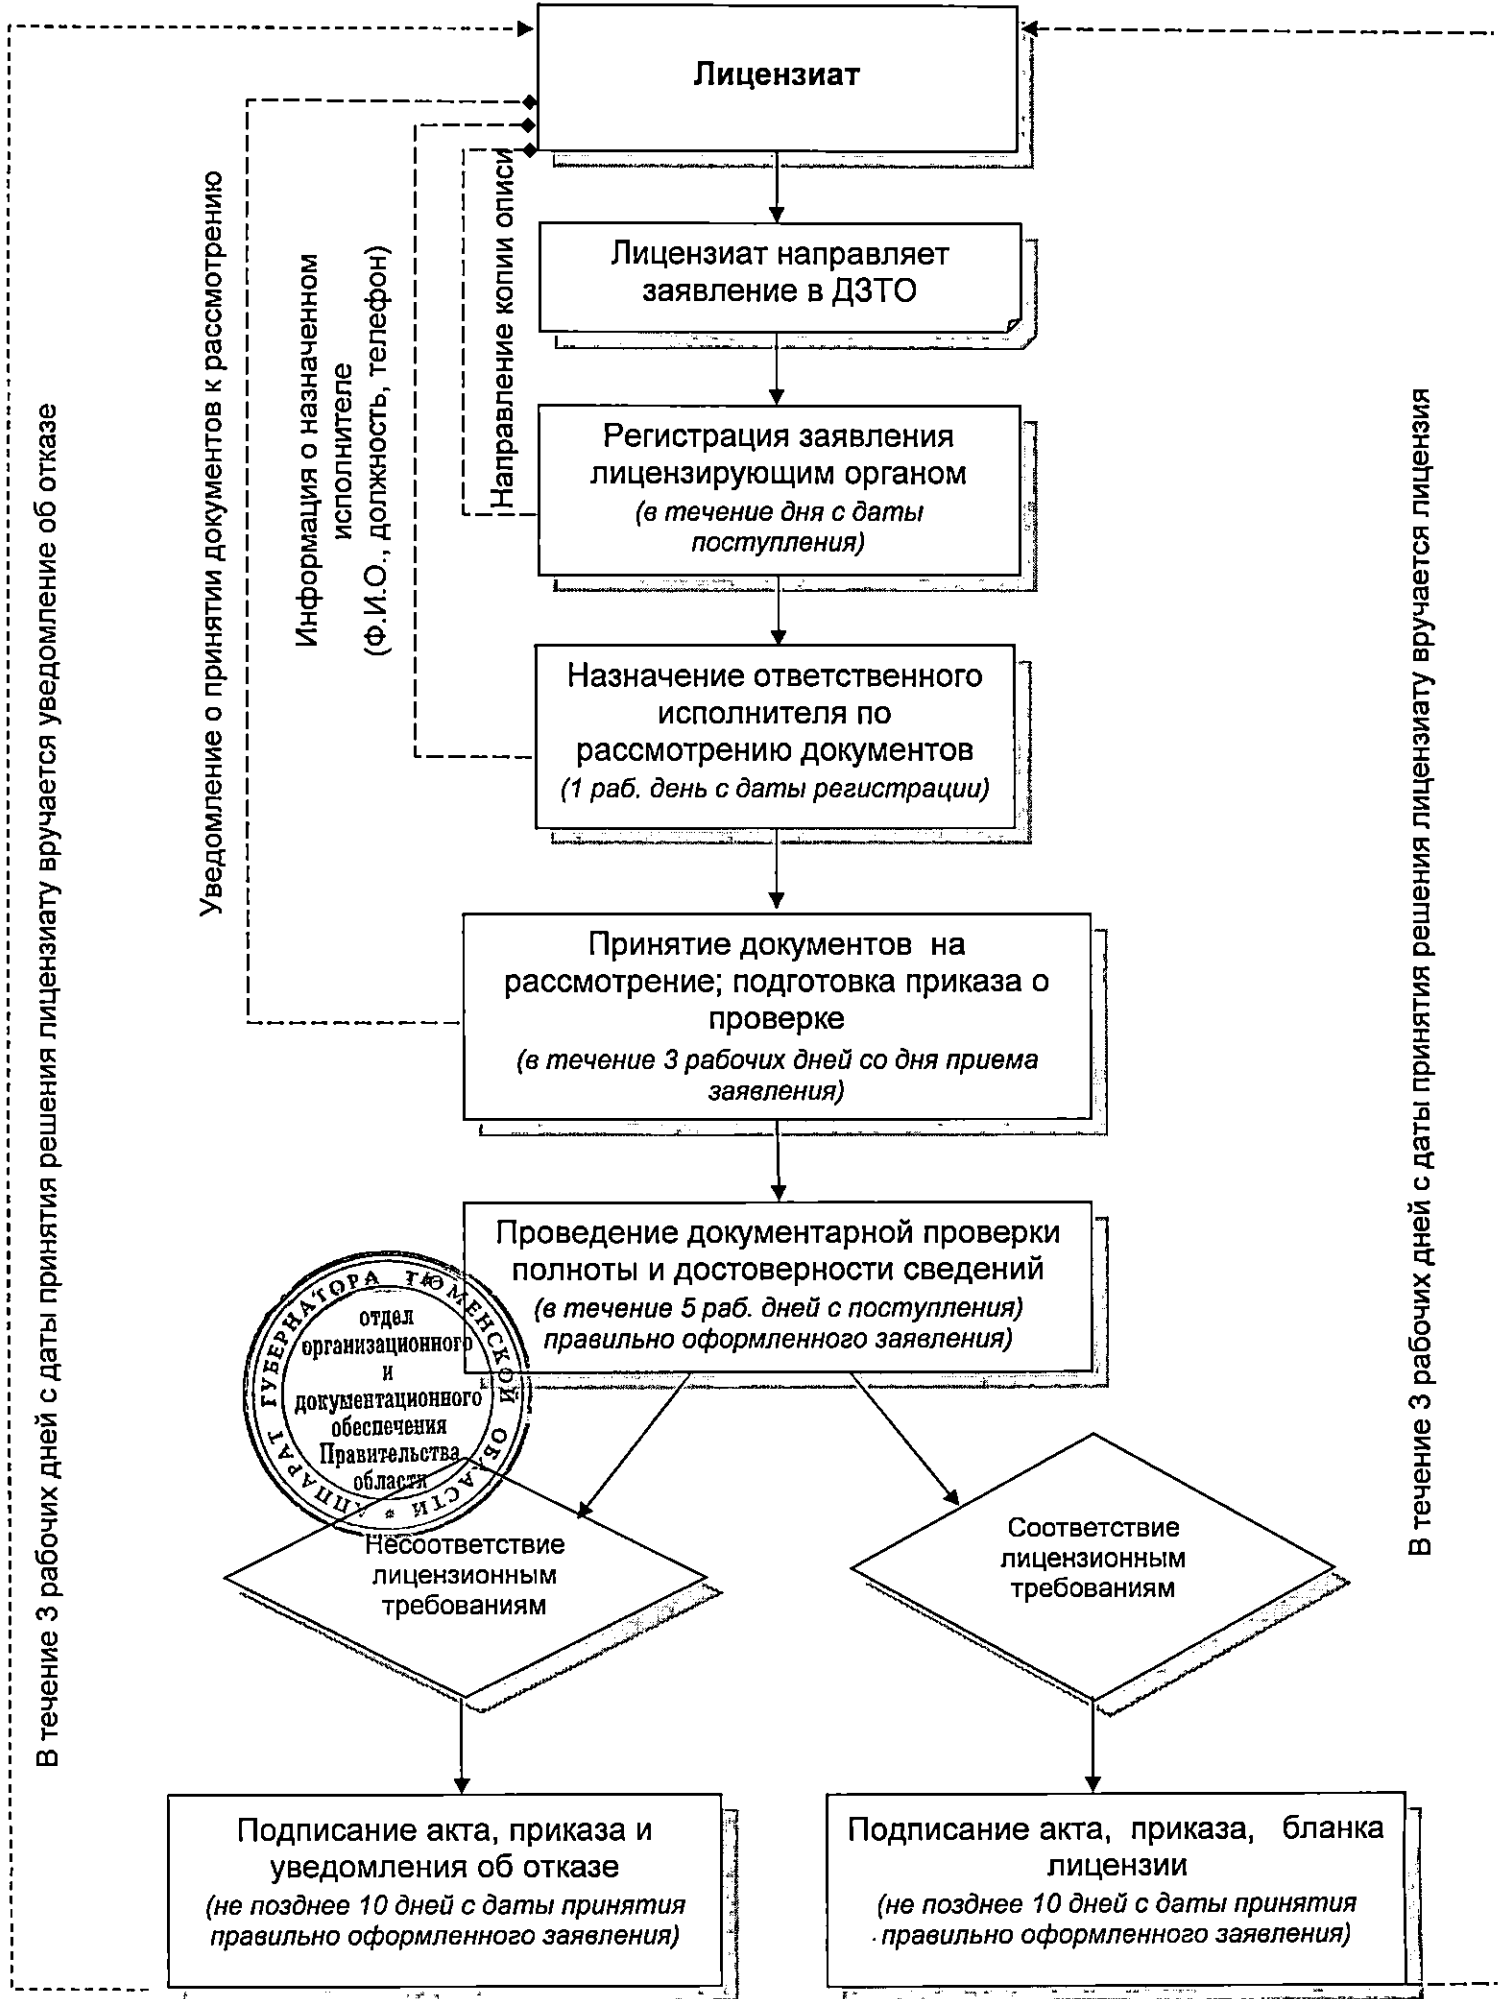 Лицензиат
Лицензиат направляет
заявление в ДЗТО
Регистрация заявления
лицензирующим органом
(в течение дня с даты
поступления)
Назначение ответственного
исполнителя по
рассмотрению документов
(1 раб. день с даты регистрации)
Принятие документов на
рассмотрение; подготовка приказа о
проверке
(в течение 3 рабочих дней со дня приема
заявления)
Проведение документарной проверки
полноты и достоверности сведений
(в течение 5 раб. дней с поступления)
правильно оформленного заявления)
Несоответствие
лицензионным
требованиям
Соответствие
лицензионным
требованиям
Подписание акта, приказа и
уведомления об отказе
(не позднее 10 дней с даты принятия
правильно оформленного заявления)
Подписание акта, приказа, бланка
лицензии
(не позднее 10 дней с даты принятия
правильно оформленного заявления)
В течение 3 рабочих дней с даты принятия решения лицензиату вручается уведомление об отказе
Уведомление о принятии документов к рассмотрению
Информация о назначенном
исполнителе
(Ф.И.О., должность, телефон)
Направление копии описи
В течение 3 рабочих дней с даты принятия решения лицензиату вручается лицензия
АППАРАТ ГУБЕРНАТОРА ТЮМЕНСКОЙ ОБЛАСТИ *
отдел
организационного
и
документационного
обеспечения
Правительства
области